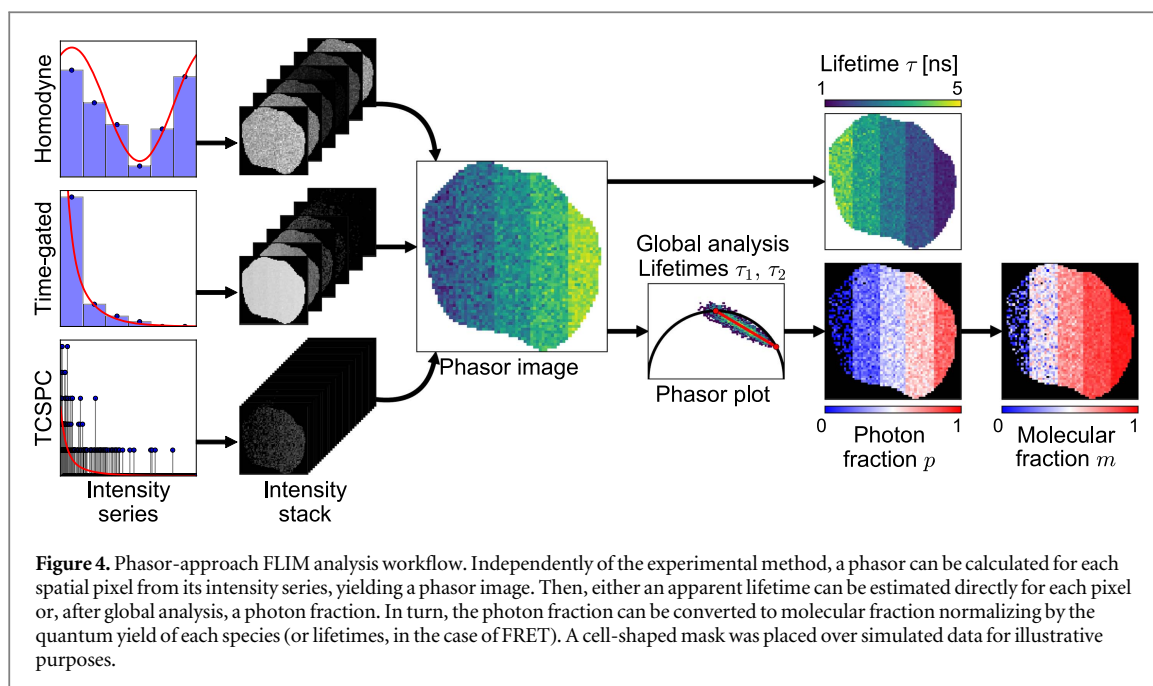 Homodyne
Time-gated
TCSPC
Intensity
series
Intensity
stack
Phasor image
Lifetime τ [ns]
1 5
Global analysis
Lifetimes τ₁, τ₂
Phasor plot
0 1
Photon
fraction p
0 1
Molecular
fraction m
Figure 4. Phasor-approach FLIM analysis workflow. Independently of the experimental method, a phasor can be calculated for each
spatial pixel from its intensity series, yielding a phasor image. Then, either an apparent lifetime can be estimated directly for each pixel
or, after global analysis, a photon fraction. In turn, the photon fraction can be converted to molecular fraction normalizing by the
quantum yield of each species (or lifetimes, in the case of FRET). A cell-shaped mask was placed over simulated data for illustrative
purposes.